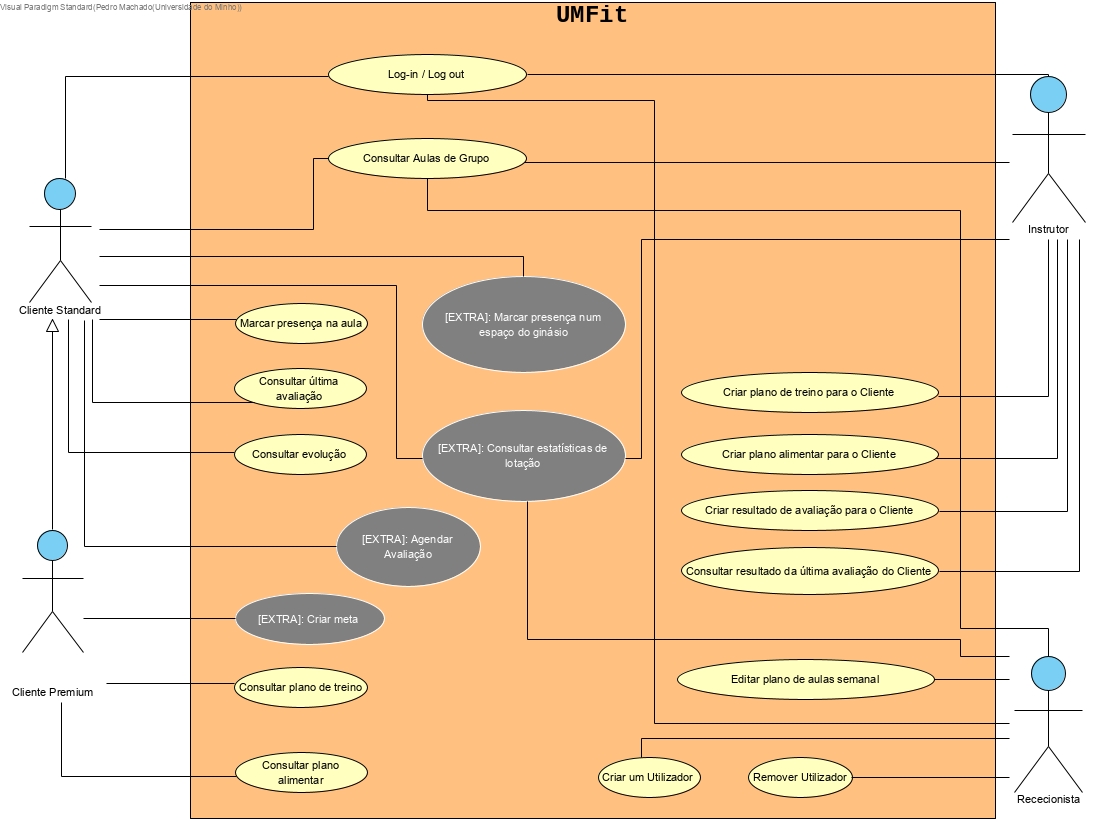 Visual Paradigm Standard(Pedro Machado(Universidade do Minho))
UMFit
Log-in / Log out
Consultar Aulas de Grupo
Instrutor
Cliente Standard
[EXTRA]: Marcar presença num
espaço do ginásio
Marcar presença na aula
Consultar última
avaliação
Criar plano de treino para o Cliente
Consultar evolução
[EXTRA]: Consultar estatísticas de
lotação
Criar plano alimentar para o Cliente
Criar resultado de avaliação para o Cliente
[EXTRA]: Agendar
Avaliação
Consultar resultado da última avaliação do Cliente
[EXTRA]: Criar meta
Cliente Premium
Consultar plano de treino
Editar plano de aulas semanal
Consultar plano
alimentar
Criar um Utilizador
Remover Utilizador
Rececionista